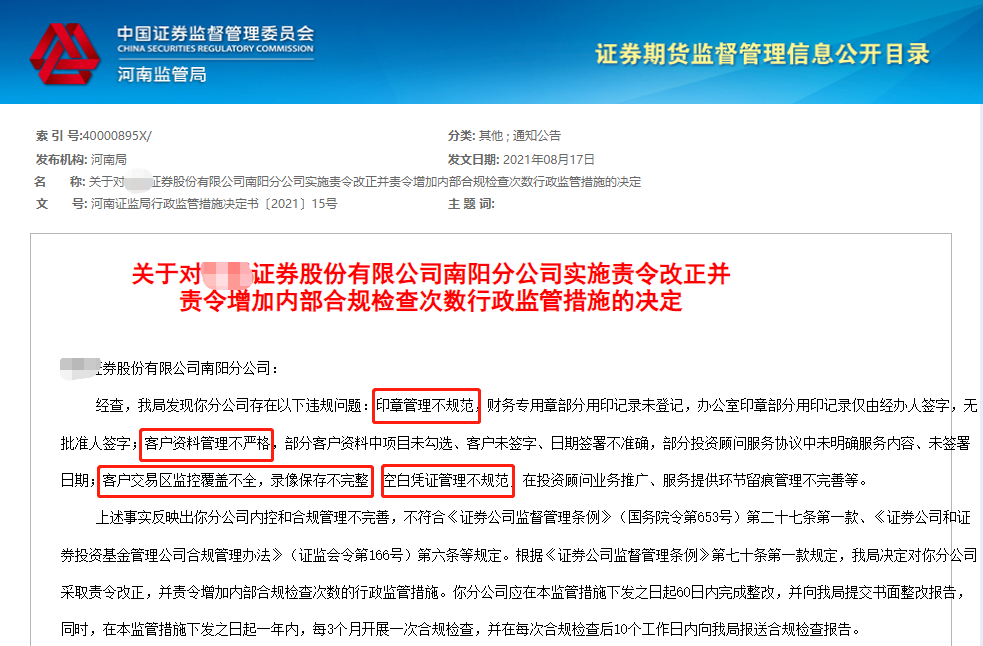 中国证券监督管理委员会
CHINA SECURITIES REGULATORY COMMISSION
河南监管局
证券期货监督管理信息公开目录
索 引 号:40000895X/
分类: 其他 ; 通知公告
发布机构: 河南局
发文日期: 2021年08月17日
名 称: 关于对证券股份有限公司南阳分公司实施责令改正并责令增加内部合规检查次数行政监管措施的决定
文 号: 河南证监局行政监管措施决定书〔2021〕15号
主 题 词:
关于对证券股份有限公司南阳分公司实施责令改正并
责令增加内部合规检查次数行政监管措施的决定
券股份有限公司南阳分公司：
经查，我局发现你分公司存在以下违规问题：印章管理不规范，财务专用章部分用印记录未登记，办公室印章部分用印记录仅由经办人签字，无
批准人签字；客户资料管理不严格，部分客户资料中项目未勾选、客户未签字、日期签署不准确，部分投资顾问服务协议中未明确服务内容、未签署
日期；客户交易区监控覆盖不全，录像保存不完整 空白凭证管理不规范，在投资顾问业务推广、服务提供环节留痕管理不完善等。
上述事实反映出你分公司内控和合规管理不完善，不符合《证券公司监督管理条例》（国务院令第653号）第二十七条第一款、《证券公司和证
券投资基金管理公司合规管理办法》（证监会令第166号）第六条等规定。根据《证券公司监督管理条例》第七十条第一款规定，我局决定对你分公司
采取责令改正，并责令增加内部合规检查次数的行政监管措施。你分公司应在本监管措施下发之日起60日内完成整改，并向我局提交书面整改报告，
同时，在本监管措施下发之日起一年内，每3个月开展一次合规检查，并在每次合规检查后10个工作日内向我局报送合规检查报告。